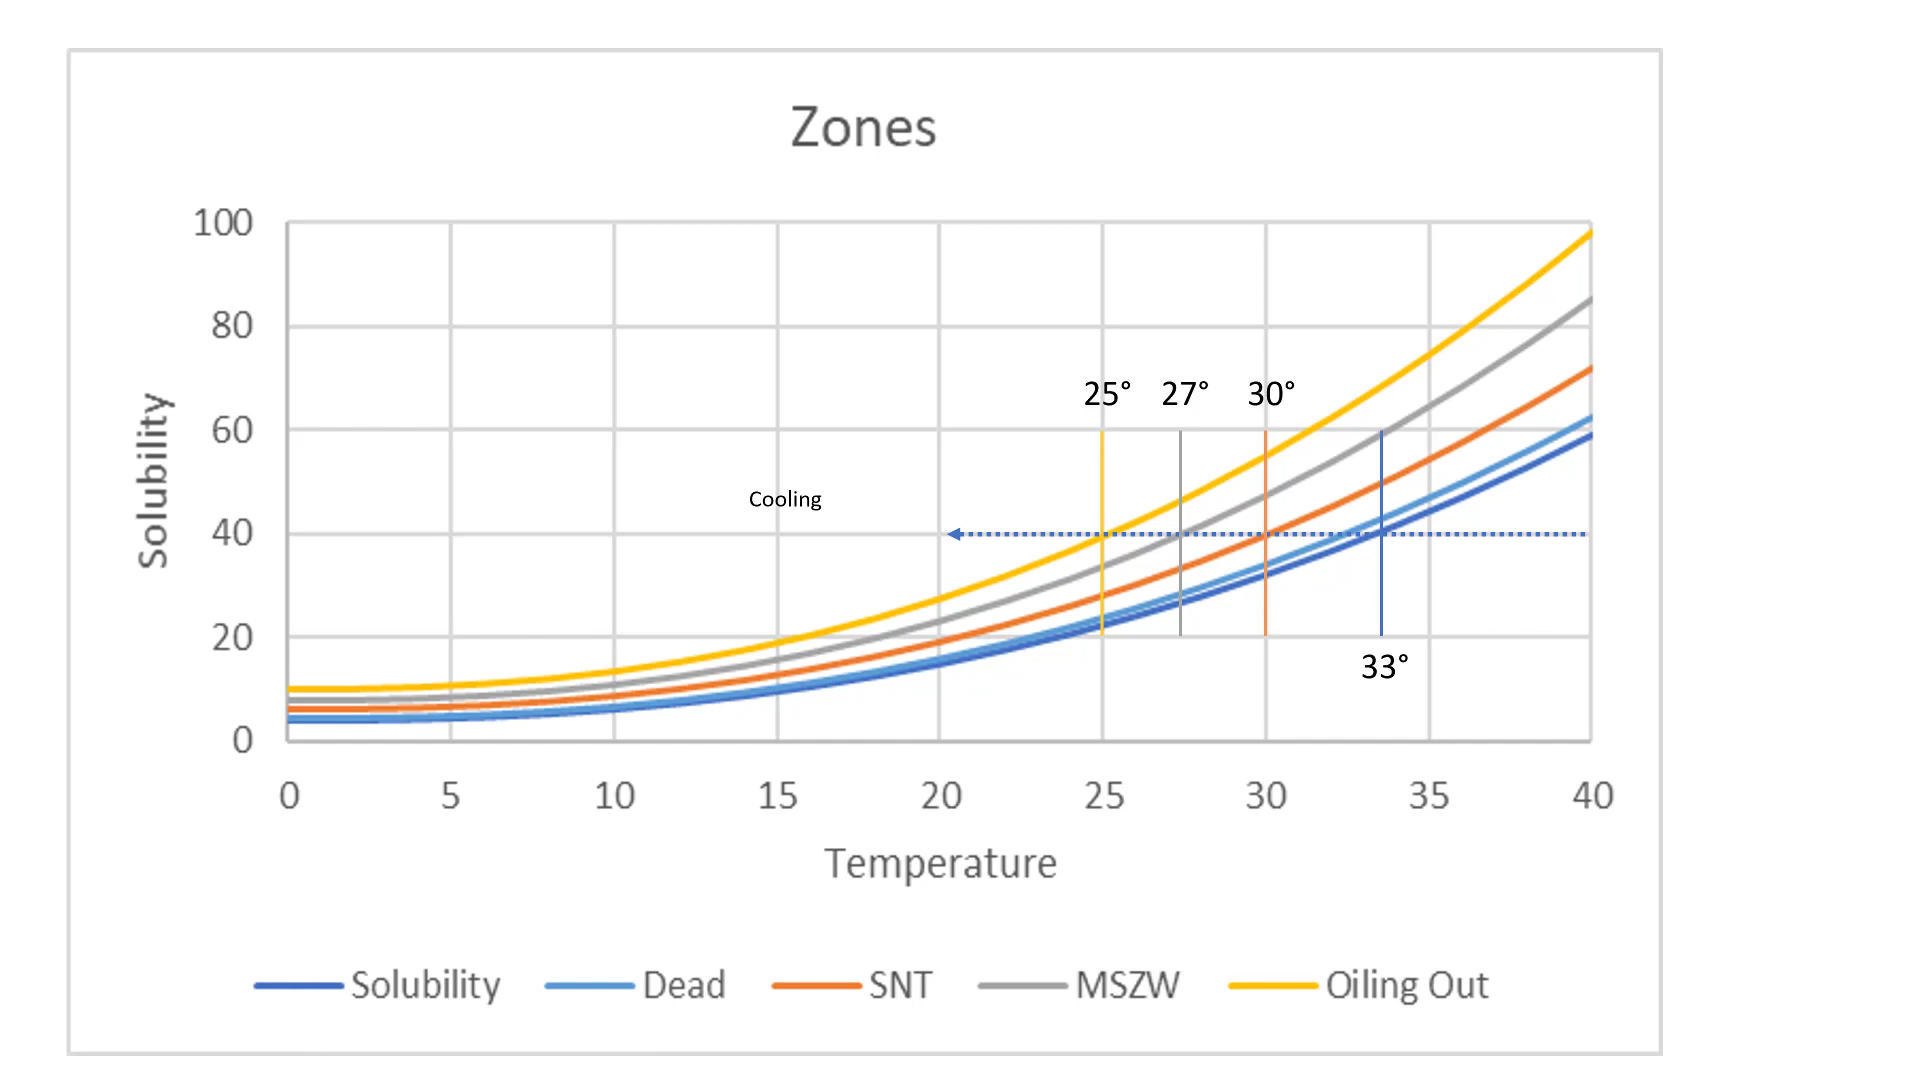 Zones
100
80
60
40
20
0
Solubility
25° 27° 30°
Cooling
33°
0 5 10 15 20 25 30 35 40
Temperature
Solubility Dead SNT MSZW Oiling Out